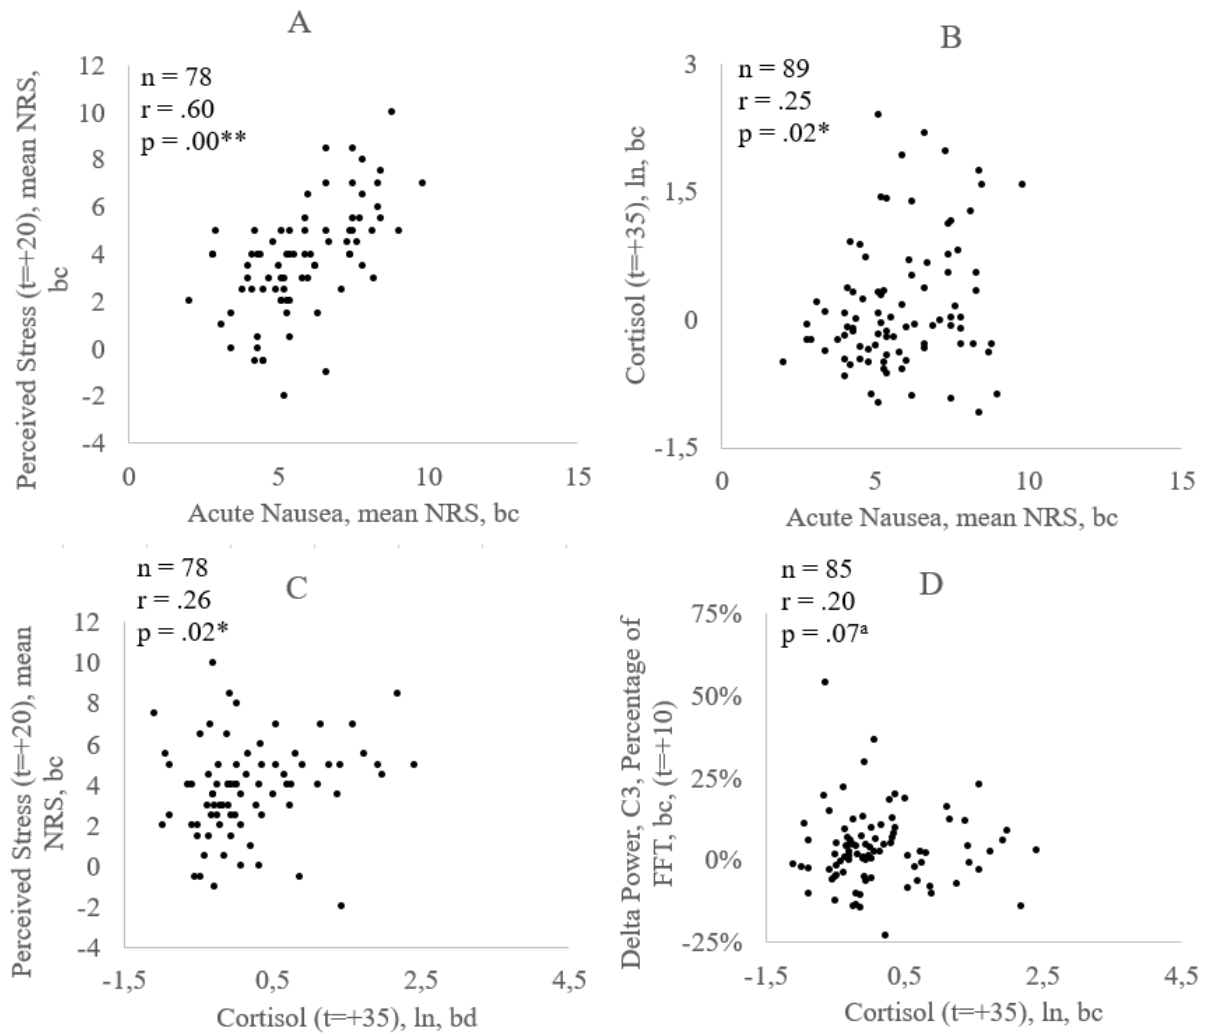 A
n = 78
r = .60
p = .00**
Perceived Stress (t=+20), mean NRS,
bc
12
10
8
6
4
2
0
-2
-4
0 5 10 15
Acute Nausea, mean NRS, bc
B
n = 89
r = .25
p = .02*
Cortisol (t=+35), ln, bc
3
1,5
0
-1,5
0 5 10 15
Acute Nausea, mean NRS, bc
C
n = 78
r = .26
p = .02*
Perceived Stress (t=+20), mean
NRS, bc
12
10
8
6
4
2
0
-2
-4
-1,5 0,5 2,5 4,5
Cortisol (t=+35), ln, bd
D
n = 85
r = .20
p = .07ᵃ
Delta Power, C3, Percentage of
FFT, bc, (t=+10)
75%
50%
25%
0%
-25%
-1,5 0,5 2,5 4,5
Cortisol (t=+35), ln, bc